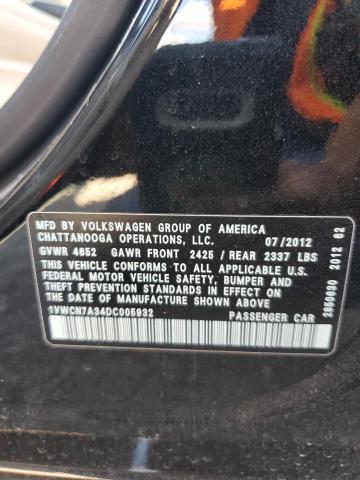 MFD BY VOLKSWAGEN GROUP OF AMERICA
CHATTANOOGA OPERATIONS, LLC. 07/2012
GVWR 4652 GAWR FRONT 2425 / REAR 2337 LBS
THIS VEHICLE CONFORMS TO ALL APPLICABLE U.S.
FEDERAL MOTOR VEHICLE SAFETY, BUMPER AND
THEFT PREVENTION STANDARDS IN EFFECT ON THE
DATE OF MANUFACTURE SHOWN ABOVE.
1VWCN7A34DC005932 PASSENGER CAR
2850630 2012 62